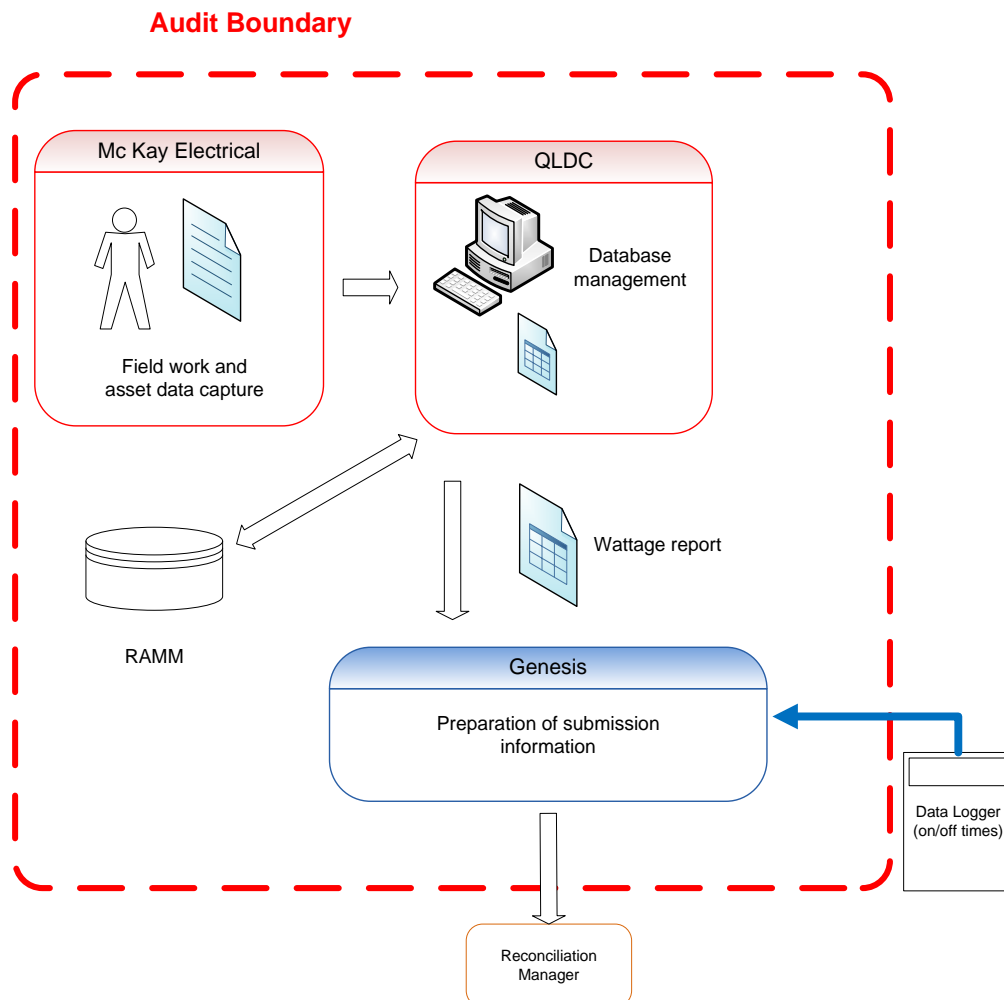 Audit Boundary
Mc Kay Electrical
Field work and
asset data capture
QLDC
Database
management
RAMM
Wattage report
Genesis
Preparation of submission
information
Data Logger
(on/off times)
Reconciliation
Manager